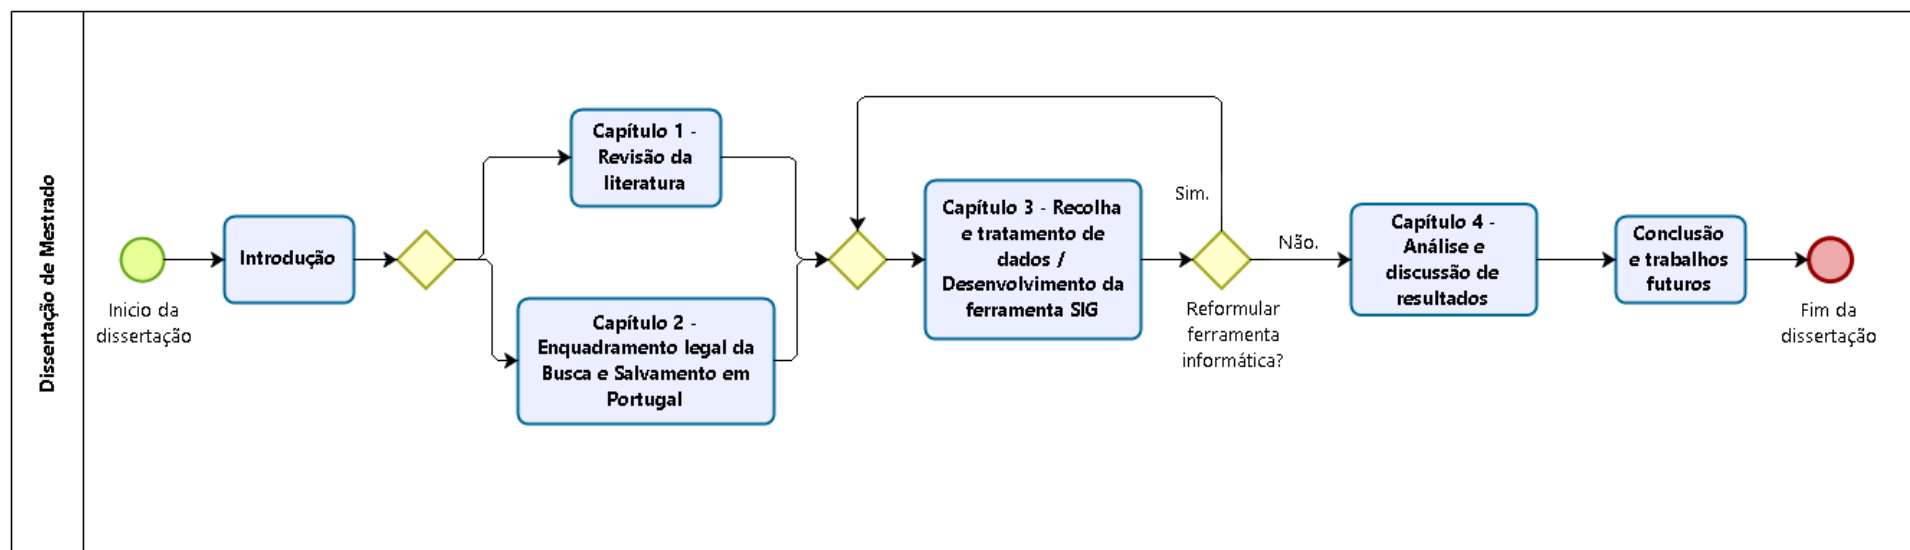 Dissertação de Mestrado
Inicio da
dissertação
Introdução
Capítulo 1 -
Revisão da
literatura
Capítulo 2 -
Enquadramento legal da
Busca e Salvamento em
Portugal
Capítulo 3 - Recolha
e tratamento de
dados /
Desenvolvimento da
ferramenta SIG
Sim.
Não.
Reformular
ferramenta
informática?
Capítulo 4 -
Análise e
discussão de
resultados
Conclusão
e trabalhos
futuros
Fim da
dissertação